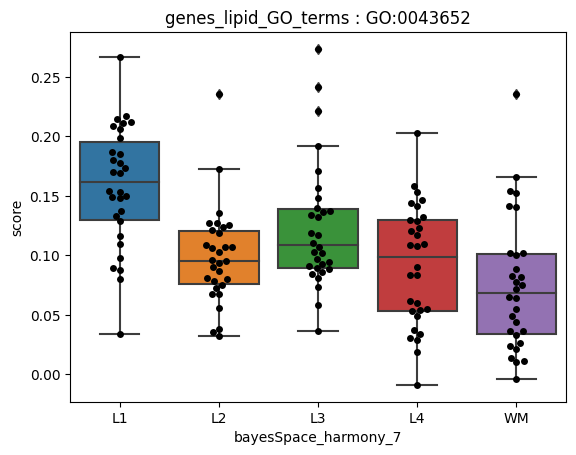 genes_lipid_GO_terms : GO:0043652
score
0.25
0.20
0.15
0.10
0.05
0.00
L1 L2 L3 L4 WM
bayesSpace_harmony_7